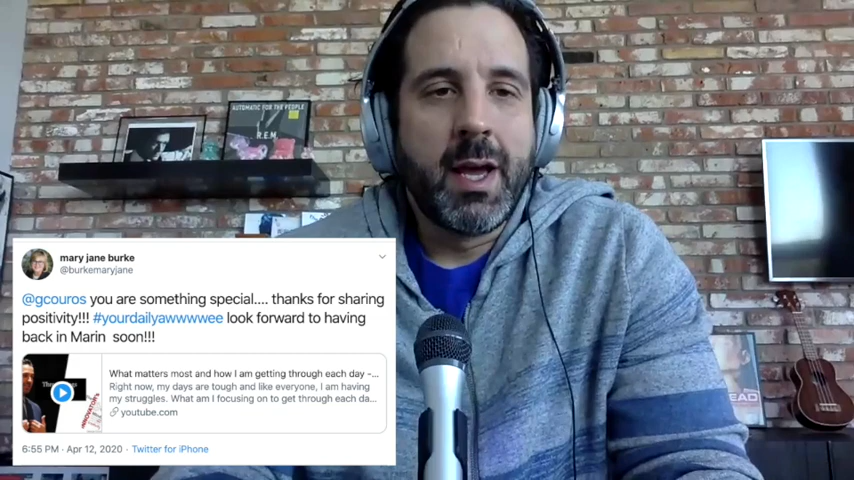 AUTOMATIC FOR THE PEOPLE
R.E.M.
mary jane burke
@burkemaryjane
@gcouros you are something special.... thanks for sharing
positivity!!! #yourdailyawwwwee look forward to having
back in Marin soon!!!
What matters most and how I am getting through each day -...
Right now, my days are tough and like everyone, I am having
my struggles. What am I focusing on to get through each da...
youtube.com
6:55 PM · Apr 12, 2020 · Twitter for iPhone